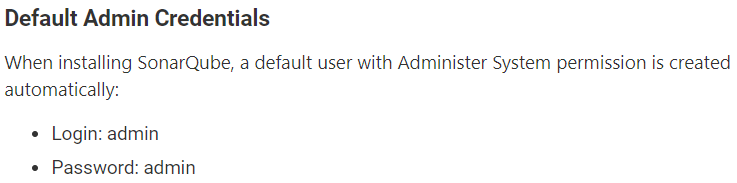 Default Admin Credentials
When installing SonarQube, a default user with Administer System permission is created
automatically:
• Login: admin
• Password: admin